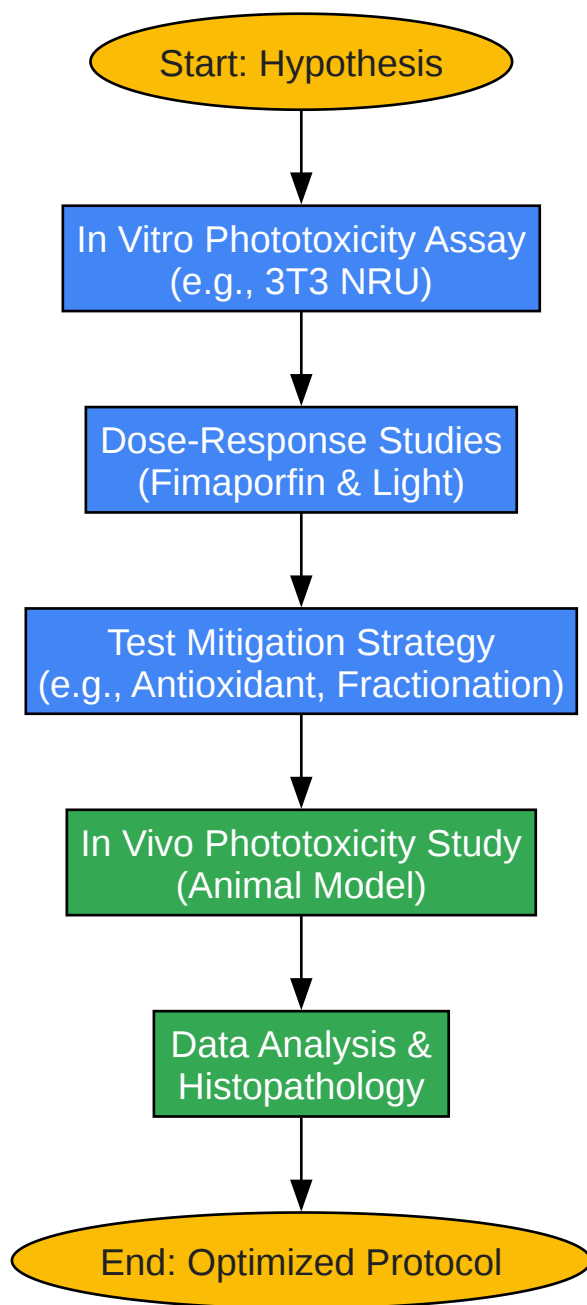 Start: Hypothesis
In Vitro Phototoxicity Assay
(e.g., 3T3 NRU)
Dose-Response Studies
(Fimaporfin & Light)
Test Mitigation Strategy
(e.g., Antioxidant, Fractionation)
In Vivo Phototoxicity Study
(Animal Model)
Data Analysis &
Histopathology
End: Optimized Protocol